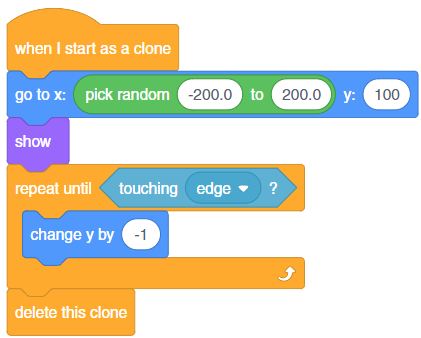 when I start as a clone
go to x: pick random -200.0 to 200.0 y: 100
show
repeat until touching edge ?
change y by -1
delete this clone